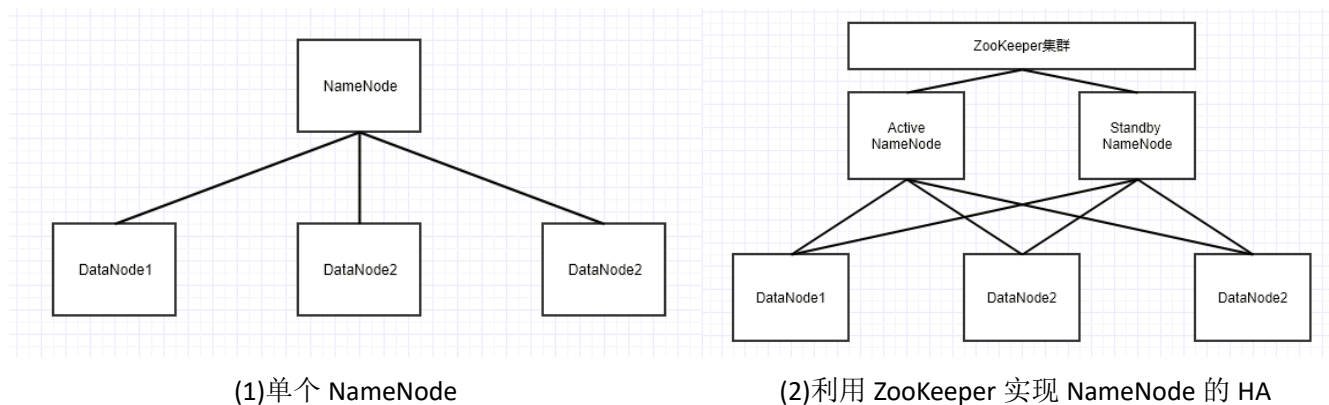 NameNode
DataNode1
DataNode2
DataNode2
(1)单个 NameNode
ZooKeeper集群
Active
NameNode
Standby
NameNode
DataNode1
DataNode2
DataNode2
(2)利用 ZooKeeper 实现 NameNode 的 HA